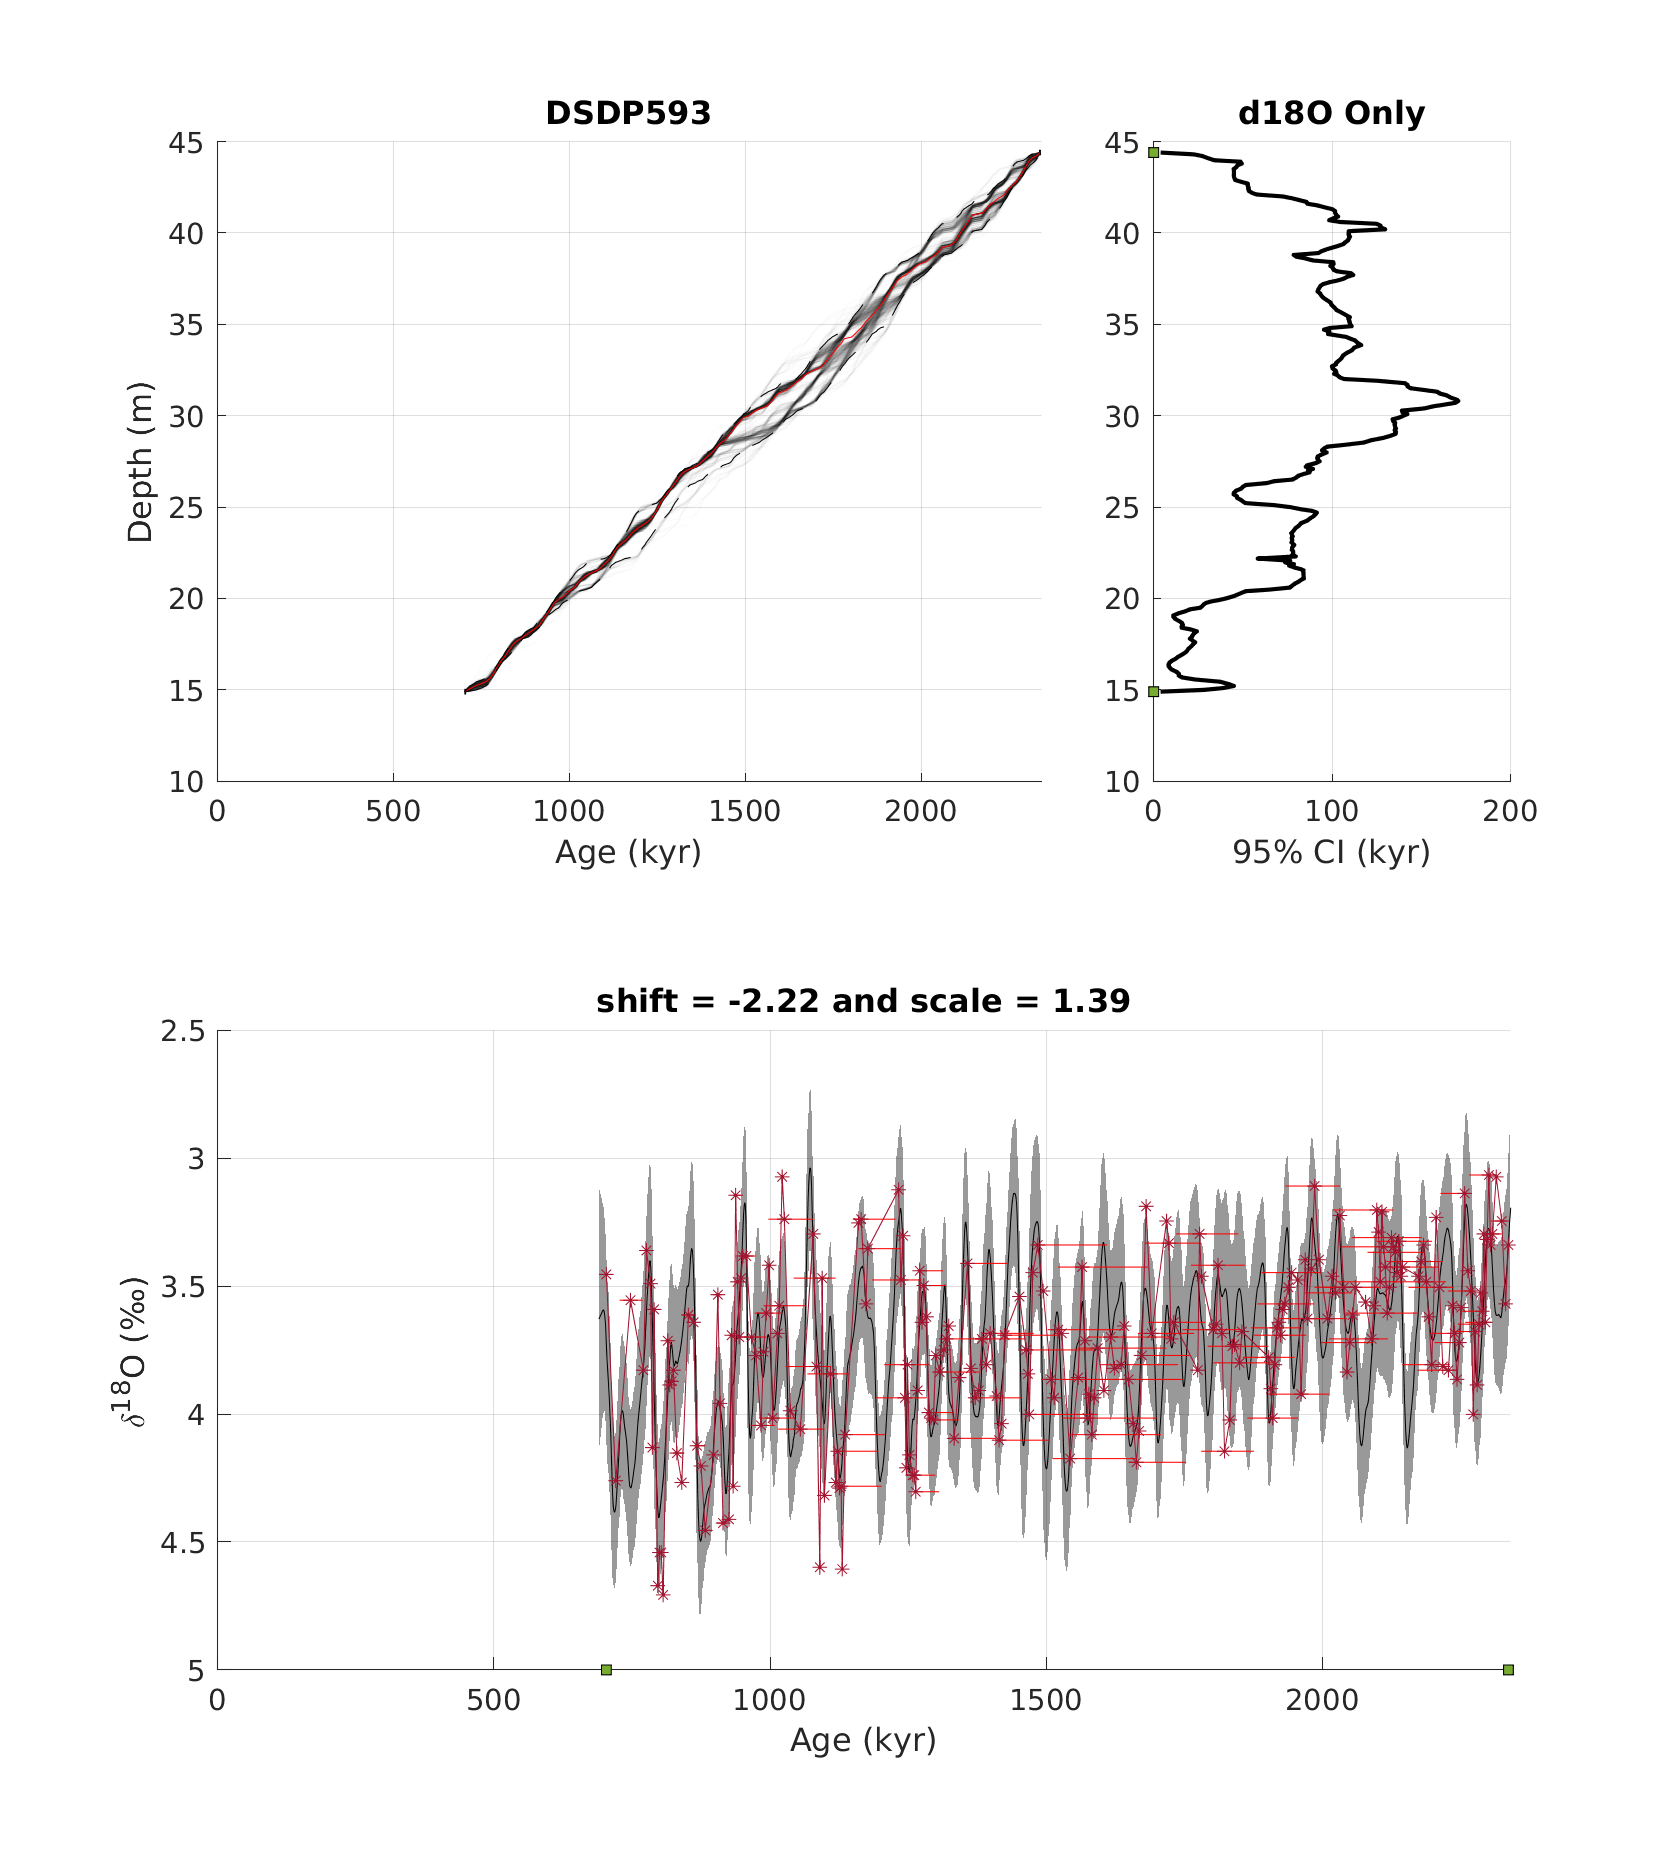 DSDP593
45
40
35
30
25
20
15
10
Depth (m)
0 500 1000 1500 2000
Age (kyr)
d18O Only
45
40
35
30
25
20
15
10
0 100 200
95% CI (kyr)
shift = -2.22 and scale = 1.39
2.5
3
3.5
4
4.5
5
δ18O (‰)
0 500 1000 1500 2000
Age (kyr)